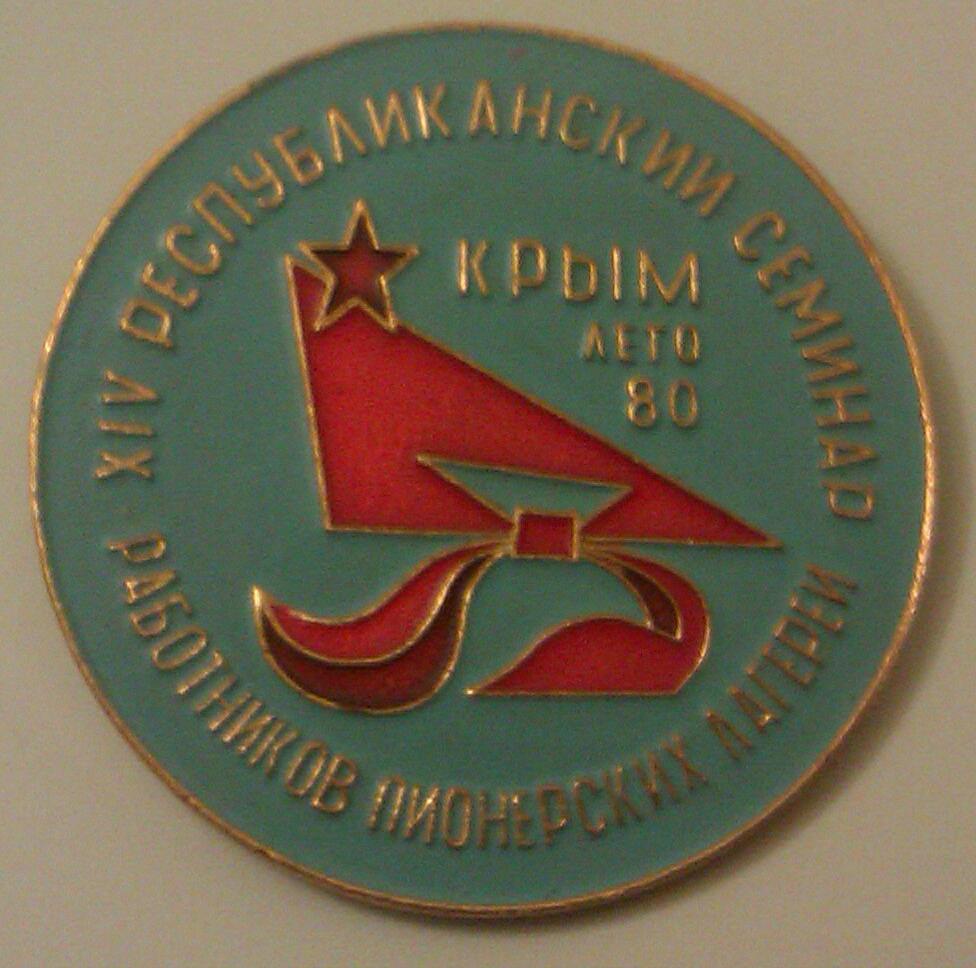 XIV РЕСПУБЛИКАНСКИЙ СЕМИНАР
КРЫМ
ЛЕТО
80
РАБОТНИКОВ ПИОНЕРСКИХ ЛАГЕРЕЙ